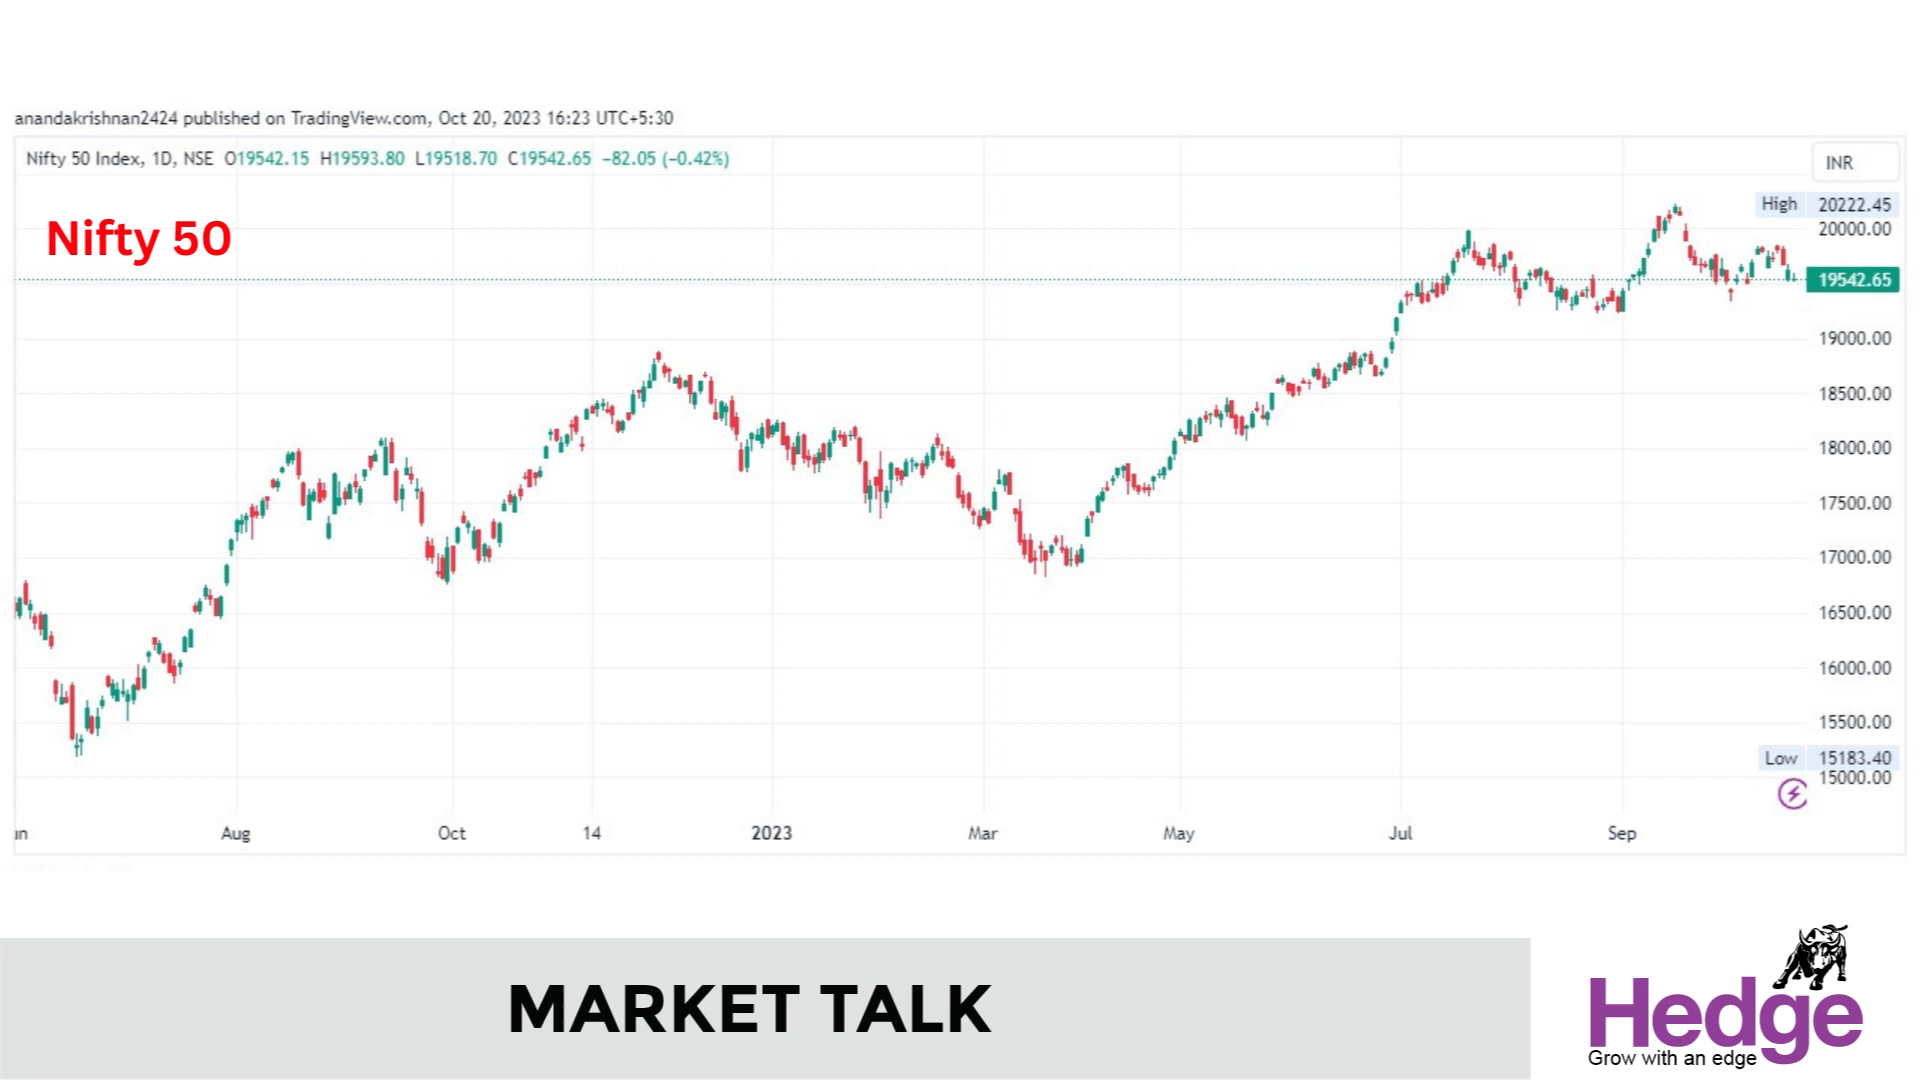 anandakrishnan2424 published on TradingView.com, Oct 20, 2023 16:23 UTC+5:30
Nifty 50 Index, 1D, NSE O19542.15 H19593.80 L19518.70 C19542.65 −82.05 (−0.42%)
INR
Nifty 50
High 20222.45
20000.00
19542.65
19000.00
18500.00
18000.00
17500.00
17000.00
16500.00
16000.00
15500.00
Low 15183.40
15000.00
un Aug Oct 14 2023 Mar May Jul Sep
MARKET TALK
Hedge
Grow with an edge